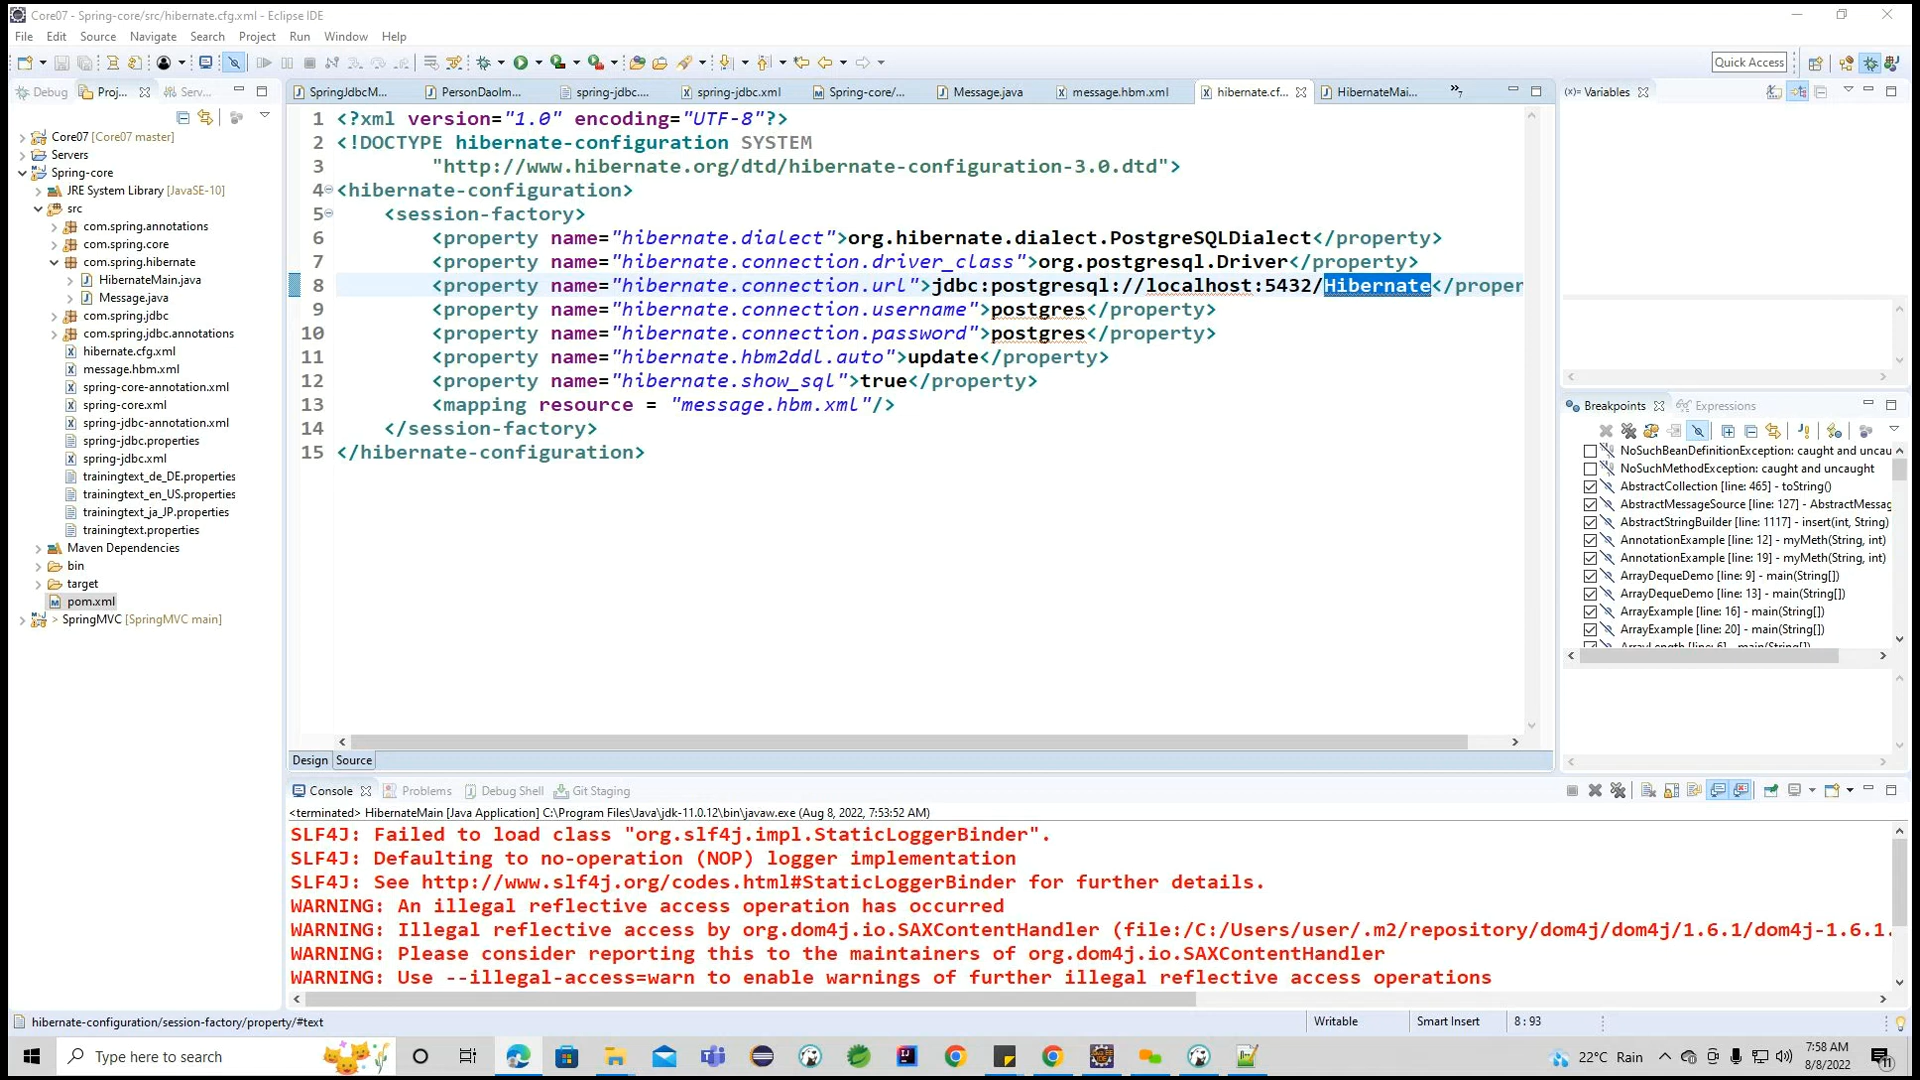 Core07 - Spring-core/src/hibernate.cfg.xml - Eclipse IDE
File Edit Source Navigate Search Project Run Window Help
Quick Access
Debug Proj... Serv...
SpringJdbcM... PersonDaoIm... spring-jdbc.... spring-jdbc.xml Spring-core/... Message.java message.hbm.xml hibernate.cf... HibernateMai... »7
Core07 [Core07 master]
Servers
Spring-core
JRE System Library [JavaSE-10]
src
com.spring.annotations
com.spring.core
com.spring.hibernate
HibernateMain.java
Message.java
com.spring.jdbc
com.spring.jdbc.annotations
hibernate.cfg.xml
message.hbm.xml
spring-core-annotation.xml
spring-core.xml
spring-jdbc-annotation.xml
spring-jdbc.properties
spring-jdbc.xml
trainingtext_de_DE.properties
trainingtext_en_US.properties
trainingtext_ja_JP.properties
trainingtext.properties
Maven Dependencies
bin
target
pom.xml
> SpringMVC [SpringMVC main]
1 <?xml version="1.0" encoding="UTF-8"?>
2 <!DOCTYPE hibernate-configuration SYSTEM
3 "http://www.hibernate.org/dtd/hibernate-configuration-3.0.dtd">
4 <hibernate-configuration>
5 <session-factory>
6 <property name="hibernate.dialect">org.hibernate.dialect.PostgreSQLDialect</property>
7 <property name="hibernate.connection.driver_class">org.postgresql.Driver</property>
8 <property name="hibernate.connection.url">jdbc:postgresql://localhost:5432/Hibernate</proper
9 <property name="hibernate.connection.username">postgres</property>
10 <property name="hibernate.connection.password">postgres</property>
11 <property name="hibernate.hbm2ddl.auto">update</property>
12 <property name="hibernate.show_sql">true</property>
13 <mapping resource = "message.hbm.xml"/>
14 </session-factory>
15 </hibernate-configuration>
Design Source
(x)= Variables
Breakpoints Expressions
NoSuchBeanDefinitionException: caught and uncau
NoSuchMethodException: caught and uncaught
AbstractCollection [line: 465] - toString()
AbstractMessageSource [line: 127] - AbstractMessag
AbstractStringBuilder [line: 1117] - insert(int, String)
AnnotationExample [line: 12] - myMeth(String, int)
AnnotationExample [line: 19] - myMeth(String, int)
ArrayDequeDemo [line: 9] - main(String[])
ArrayDequeDemo [line: 13] - main(String[])
ArrayExample [line: 16] - main(String[])
ArrayExample [line: 20] - main(String[])
ArrayLength [line: 6] - main(String[])
Console Problems Debug Shell Git Staging
<terminated> HibernateMain [Java Application] C:\Program Files\Java\jdk-11.0.12\bin\javaw.exe (Aug 8, 2022, 7:53:52 AM)
SLF4J: Failed to load class "org.slf4j.impl.StaticLoggerBinder".
SLF4J: Defaulting to no-operation (NOP) logger implementation
SLF4J: See http://www.slf4j.org/codes.html#StaticLoggerBinder for further details.
WARNING: An illegal reflective access operation has occurred
WARNING: Illegal reflective access by org.dom4j.io.SAXContentHandler (file:/C:/Users/user/.m2/repository/dom4j/dom4j/1.6.1/dom4j-1.6.1.
WARNING: Please consider reporting this to the maintainers of org.dom4j.io.SAXContentHandler
WARNING: Use --illegal-access=warn to enable warnings of further illegal reflective access operations
hibernate-configuration/session-factory/property/#text
Writable Smart Insert 8 : 93
Type here to search
22°C Rain
7:58 AM
8/8/2022
11